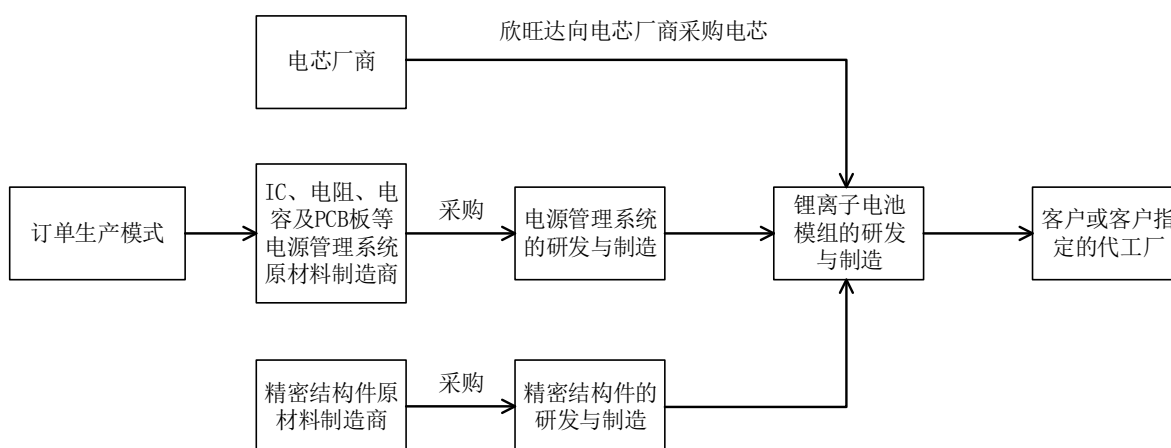 欣旺达向电芯厂商采购电芯
电芯厂商
订单生产模式
IC、电阻、电
容及PCB板等
电源管理系统
原材料制造商
采购
电源管理系统
的研发与制造
锂离子电池
模组的研发
与制造
客户或客户指
定的代工厂
精密结构件原
材料制造商
采购
精密结构件的
研发与制造